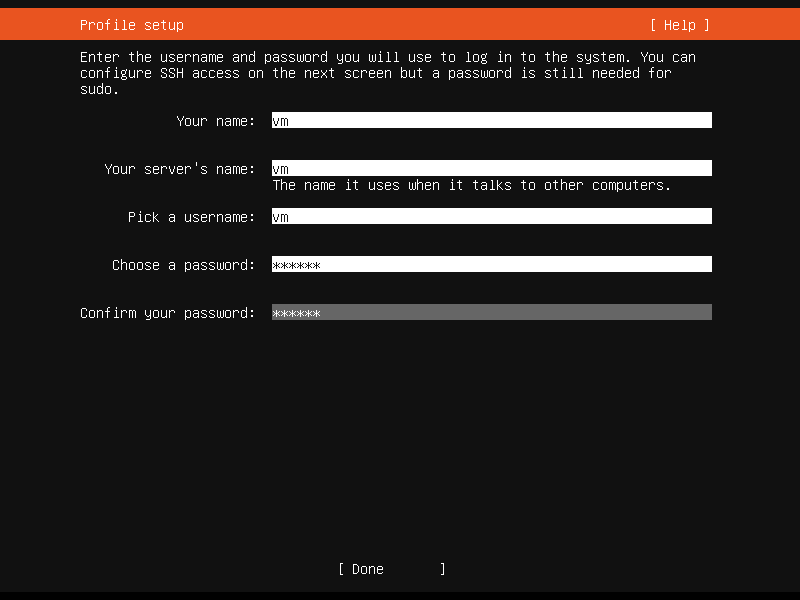 Profile setup [ Help ]
Enter the username and password you will use to log in to the system. You can
configure SSH access on the next screen but a password is still needed for
sudo.
Your name: vm
Your server's name: vm
The name it uses when it talks to other computers.
Pick a username: vm
Choose a password: ******
Confirm your password: ******
[ Done ]